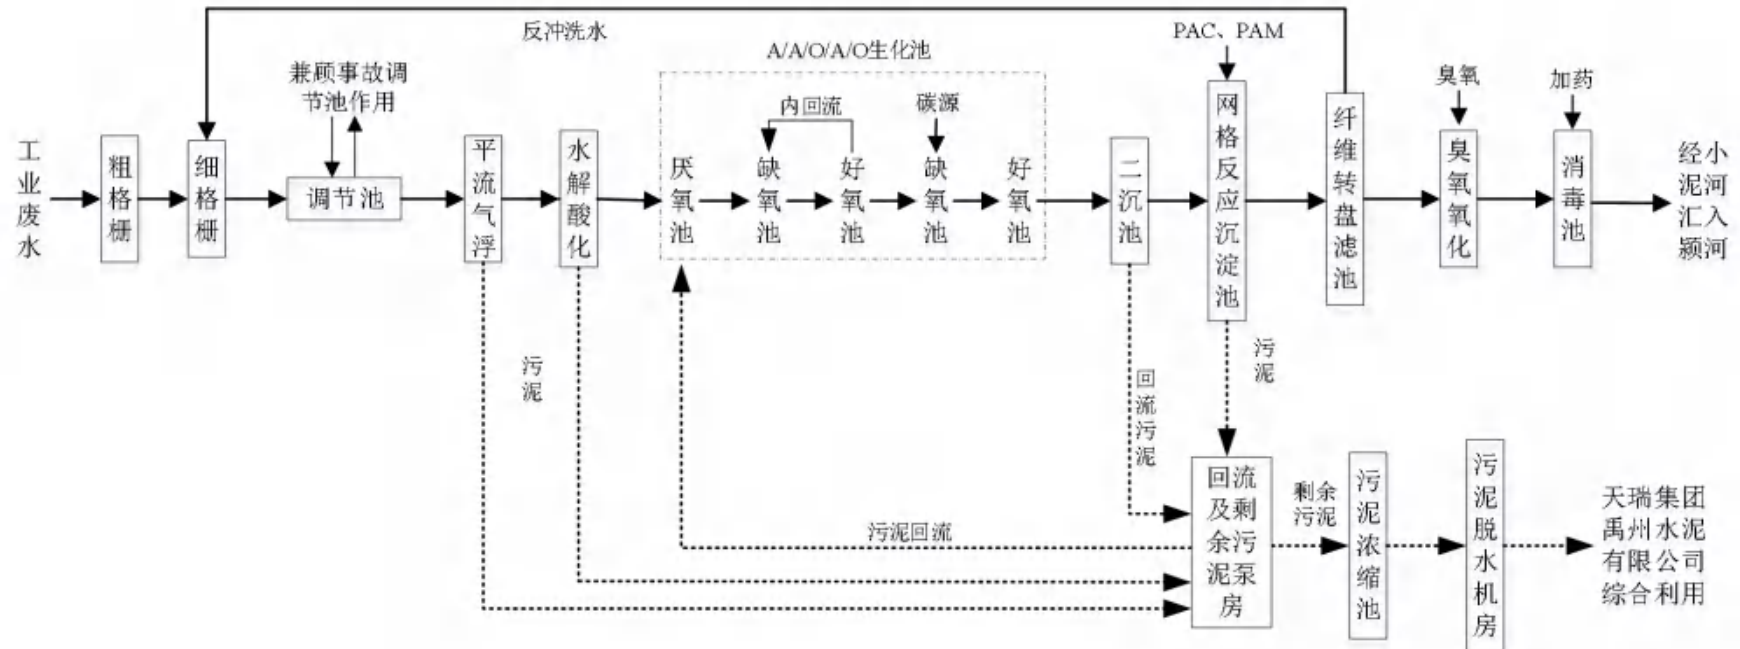 反冲洗水
PAC、PAM
A/A/O/A/O生化池
兼顾事故调
节池作用
内回流
碳源
臭氧
加药
工业废水
粗格栅
细格栅
调节池
平流气浮
水解酸化
厌氧池
缺氧池
好氧池
缺氧池
好氧池
二沉池
网格反应沉淀池
纤维转盘滤池
臭氧氧化
消毒池
经小
泥河
汇入
颍河
污泥
回流污泥
污泥
污泥回流
回流
及剩
余污
泥泵
房
剩余
污泥
污泥浓缩池
污泥脱水机房
天瑞集团
禹州水泥
有限公司
综合利用